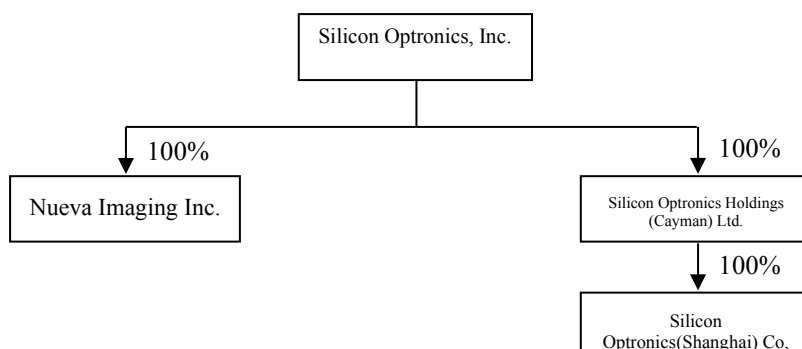 Silicon Optronics, Inc.
100%
100%
Nueva Imaging Inc.
Silicon Optronics Holdings
(Cayman) Ltd.
100%
Silicon
Optronics(Shanghai) Co,